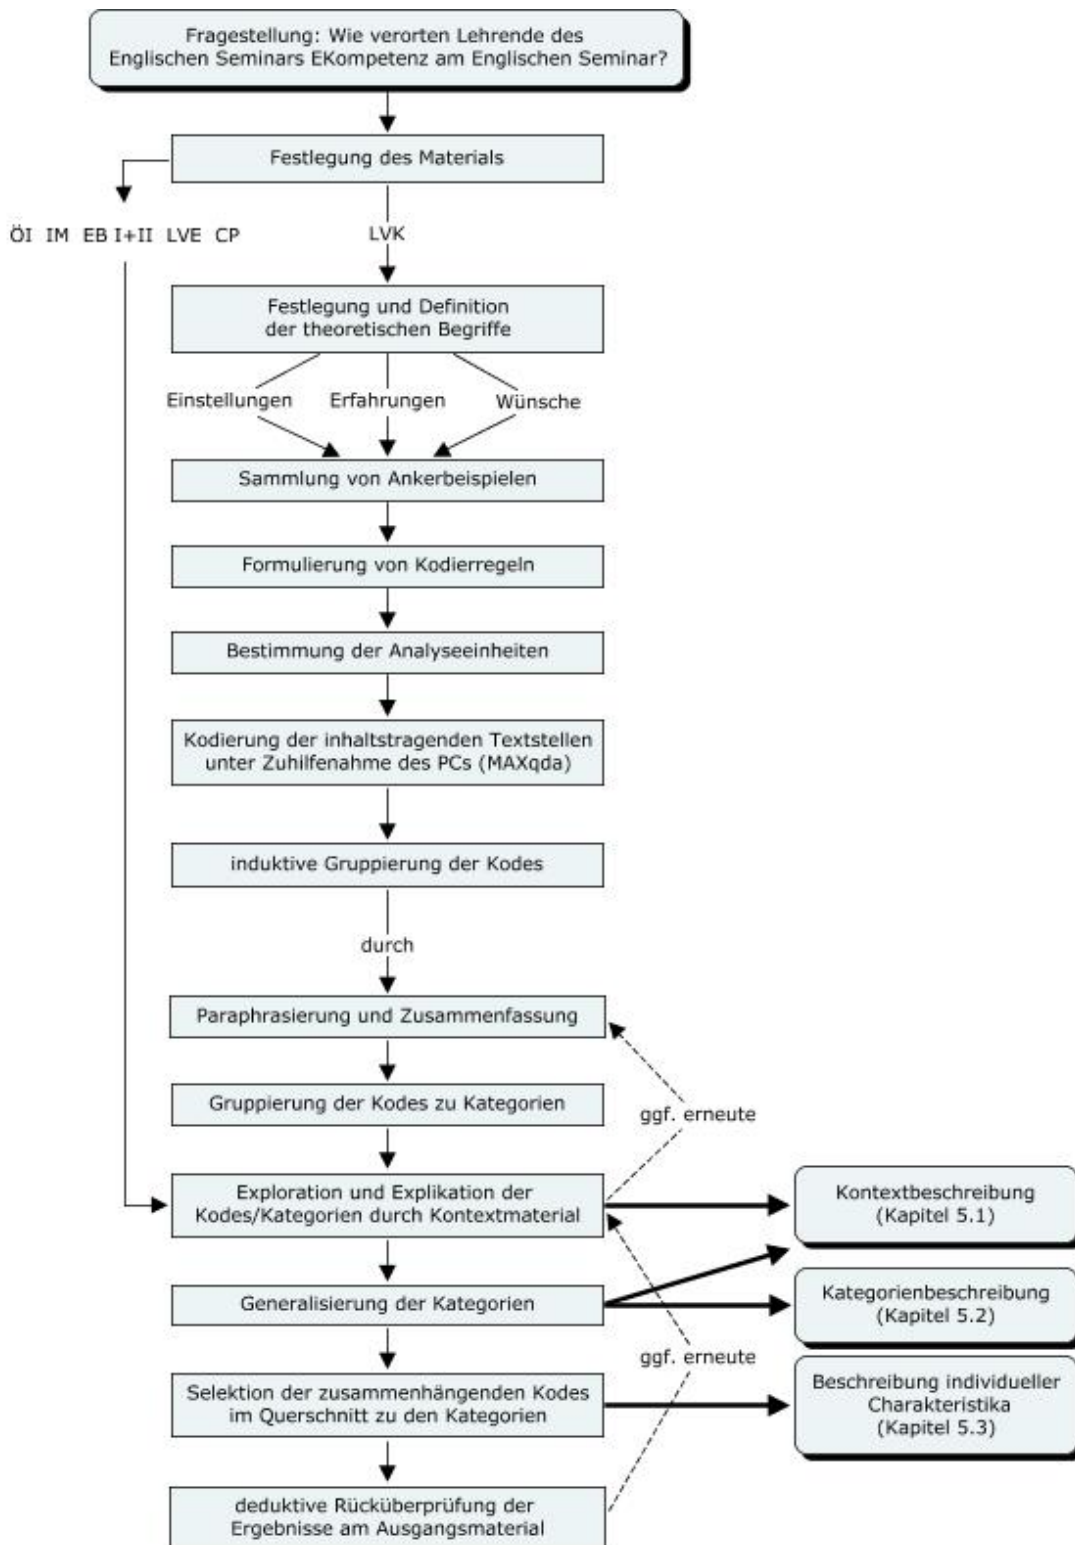 Fragestellung: Wie verorten Lehrende des
Englischen Seminars EKompetenz am Englischen Seminar?
Festlegung des Materials
ÖI IM EB I+II LVE CP
LVK
Festlegung und Definition
der theoretischen Begriffe
Einstellungen
Erfahrungen
Wünsche
Sammlung von Ankerbeispielen
Formulierung von Kodierregeln
Bestimmung der Analyseeinheiten
Kodierung der inhaltstragenden Textstellen
unter Zuhilfenahme des PCs (MAXqda)
induktive Gruppierung der Kodes
durch
Paraphrasierung und Zusammenfassung
Gruppierung der Kodes zu Kategorien
ggf. erneute
Exploration und Explikation der
Kodes/Kategorien durch Kontextmaterial
Kontextbeschreibung
(Kapitel 5.1)
Generalisierung der Kategorien
Kategorienbeschreibung
(Kapitel 5.2)
ggf. erneute
Selektion der zusammenhängenden Kodes
im Querschnitt zu den Kategorien
Beschreibung individueller
Charakteristika
(Kapitel 5.3)
deduktive Rücküberprüfung der
Ergebnisse am Ausgangsmaterial